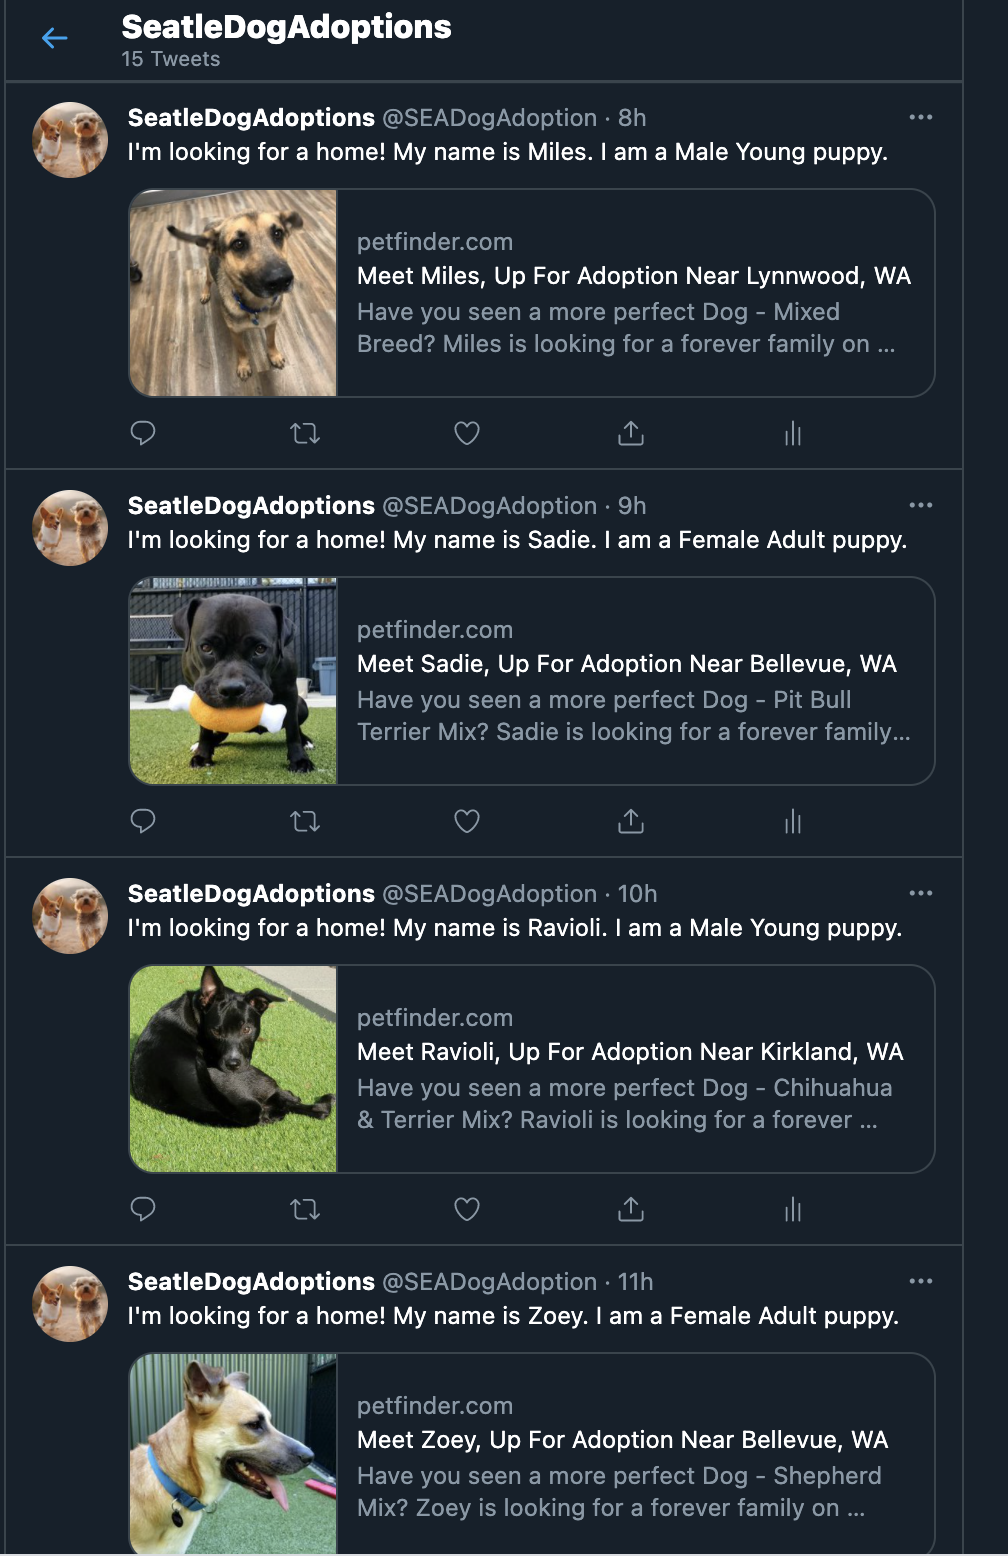 SeatleDogAdoptions
15 Tweets
SeatleDogAdoptions @SEADogAdoption · 8h
I'm looking for a home! My name is Miles. I am a Male Young puppy.
petfinder.com
Meet Miles, Up For Adoption Near Lynnwood, WA
Have you seen a more perfect Dog - Mixed
Breed? Miles is looking for a forever family on ...
SeatleDogAdoptions @SEADogAdoption · 9h
I'm looking for a home! My name is Sadie. I am a Female Adult puppy.
petfinder.com
Meet Sadie, Up For Adoption Near Bellevue, WA
Have you seen a more perfect Dog - Pit Bull
Terrier Mix? Sadie is looking for a forever family...
SeatleDogAdoptions @SEADogAdoption · 10h
I'm looking for a home! My name is Ravioli. I am a Male Young puppy.
petfinder.com
Meet Ravioli, Up For Adoption Near Kirkland, WA
Have you seen a more perfect Dog - Chihuahua
& Terrier Mix? Ravioli is looking for a forever ...
SeatleDogAdoptions @SEADogAdoption · 11h
I'm looking for a home! My name is Zoey. I am a Female Adult puppy.
petfinder.com
Meet Zoey, Up For Adoption Near Bellevue, WA
Have you seen a more perfect Dog - Shepherd
Mix? Zoey is looking for a forever family on ...